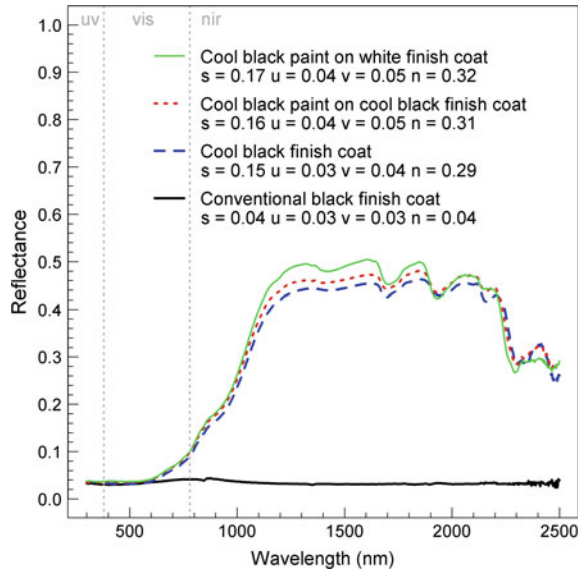 uv vis nir
Cool black paint on white finish coat
s = 0.17 u = 0.04 v = 0.05 n = 0.32
Cool black paint on cool black finish coat
s = 0.16 u = 0.04 v = 0.05 n = 0.31
Cool black finish coat
s = 0.15 u = 0.03 v = 0.04 n = 0.29
Conventional black finish coat
s = 0.04 u = 0.03 v = 0.03 n = 0.04
Reflectance
1.0
0.9
0.8
0.7
0.6
0.5
0.4
0.3
0.2
0.1
0.0
500 1000 1500 2000 2500
Wavelength (nm)